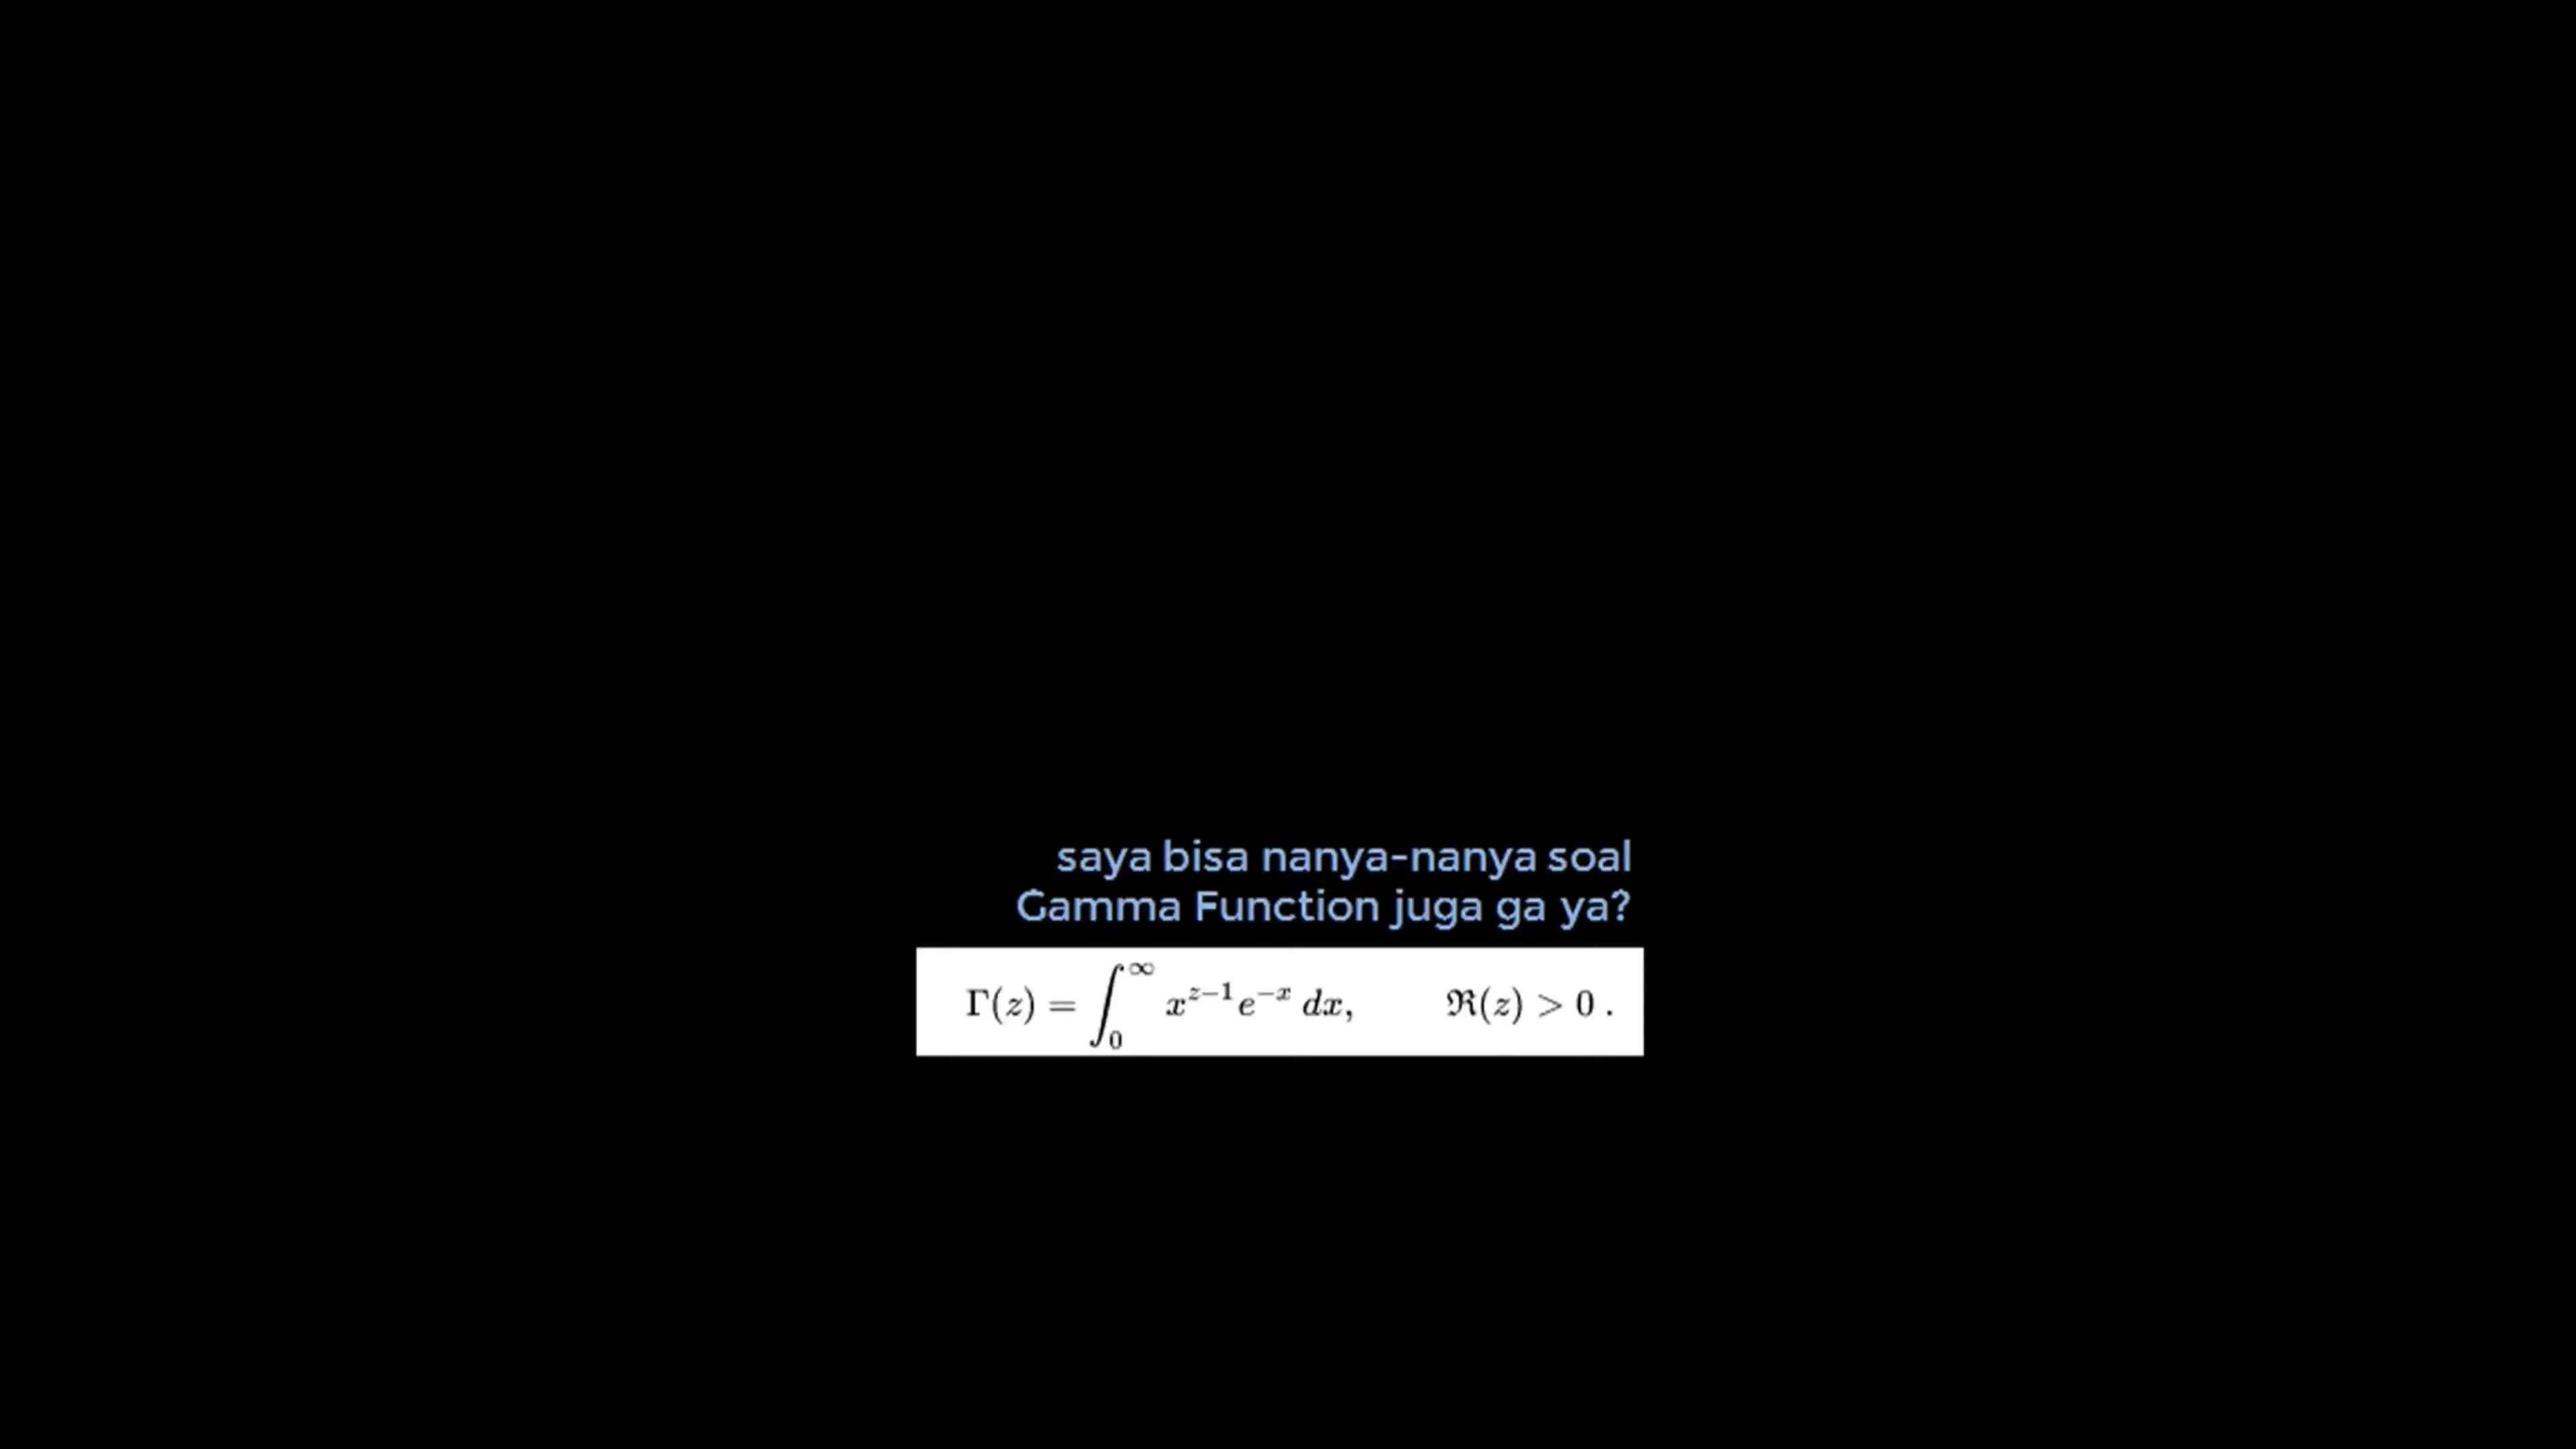 saya bisa nanya-nanya soal
Gamma Function juga ga ya?
Γ(z) = ∫₀^∞ x^{z−1} e^{−x} dx, ℜ(z) > 0 .